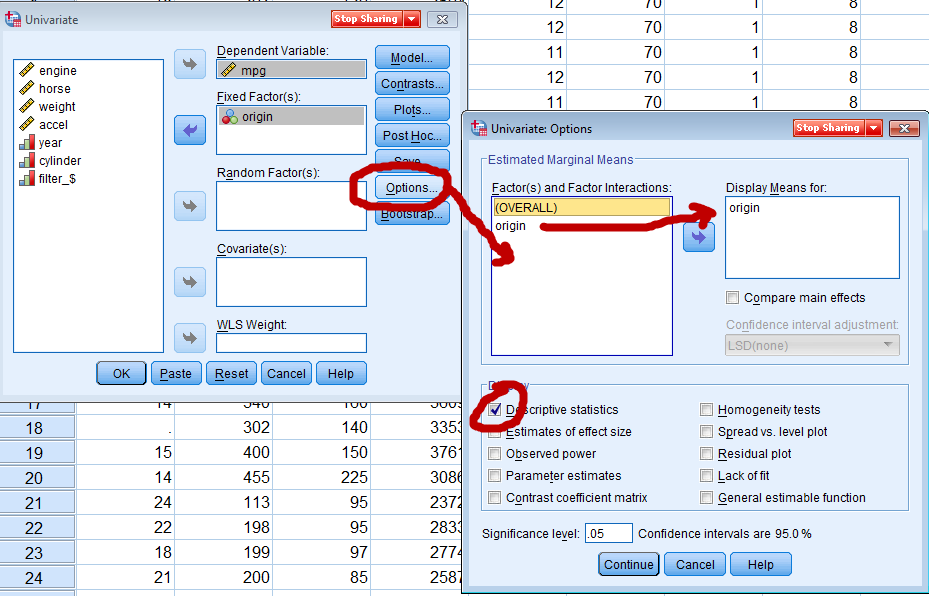 Univariate
Stop Sharing
engine
horse
weight
accel
year
cylinder
filter_$
Dependent Variable:
mpg
Fixed Factor(s):
origin
Random Factor(s):
Covariate(s):
WLS Weight:
Model...
Contrasts...
Plots...
Post Hoc...
Save...
Options...
Bootstrap...
OK Paste Reset Cancel Help
12 70 1 8
12 70 1 8
11 70 1 8
12 70 1 8
11 70 1 8
Univariate: Options
Stop Sharing
Estimated Marginal Means
Factor(s) and Factor Interactions:
(OVERALL)
origin
Display Means for:
origin
Compare main effects
Confidence interval adjustment:
LSD(none)
Display
Descriptive statistics
Estimates of effect size
Observed power
Parameter estimates
Contrast coefficient matrix
Homogeneity tests
Spread vs. level plot
Residual plot
Lack of fit
General estimable function
Significance level: .05 Confidence intervals are 95.0 %
Continue Cancel Help
17 14 340 160 3609
18 . 302 140 3353
19 15 400 150 3761
20 14 455 225 3086
21 24 113 95 2372
22 22 198 95 2833
23 18 199 97 2774
24 21 200 85 2587